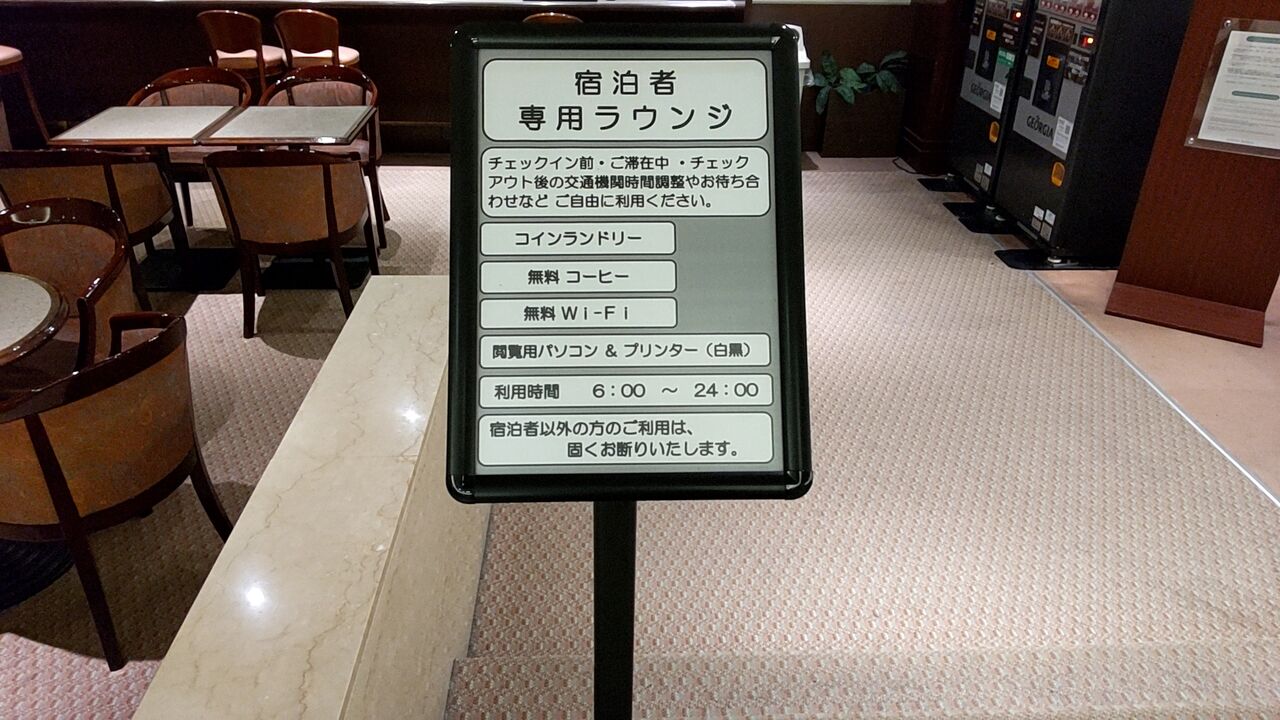 宿泊者
専用ラウンジ
チェックイン前・ご滞在中・チェック
アウト後の交通機関時間調整やお待ち合
わせなど ご自由に利用ください。
コインランドリー
無料 コーヒー
無料 Wi-Fi
閲覧用パソコン & プリンター（白黒）
利用時間 6：00 ～ 24：00
宿泊者以外の方のご利用は、
固くお断りいたします。
GEORGIA